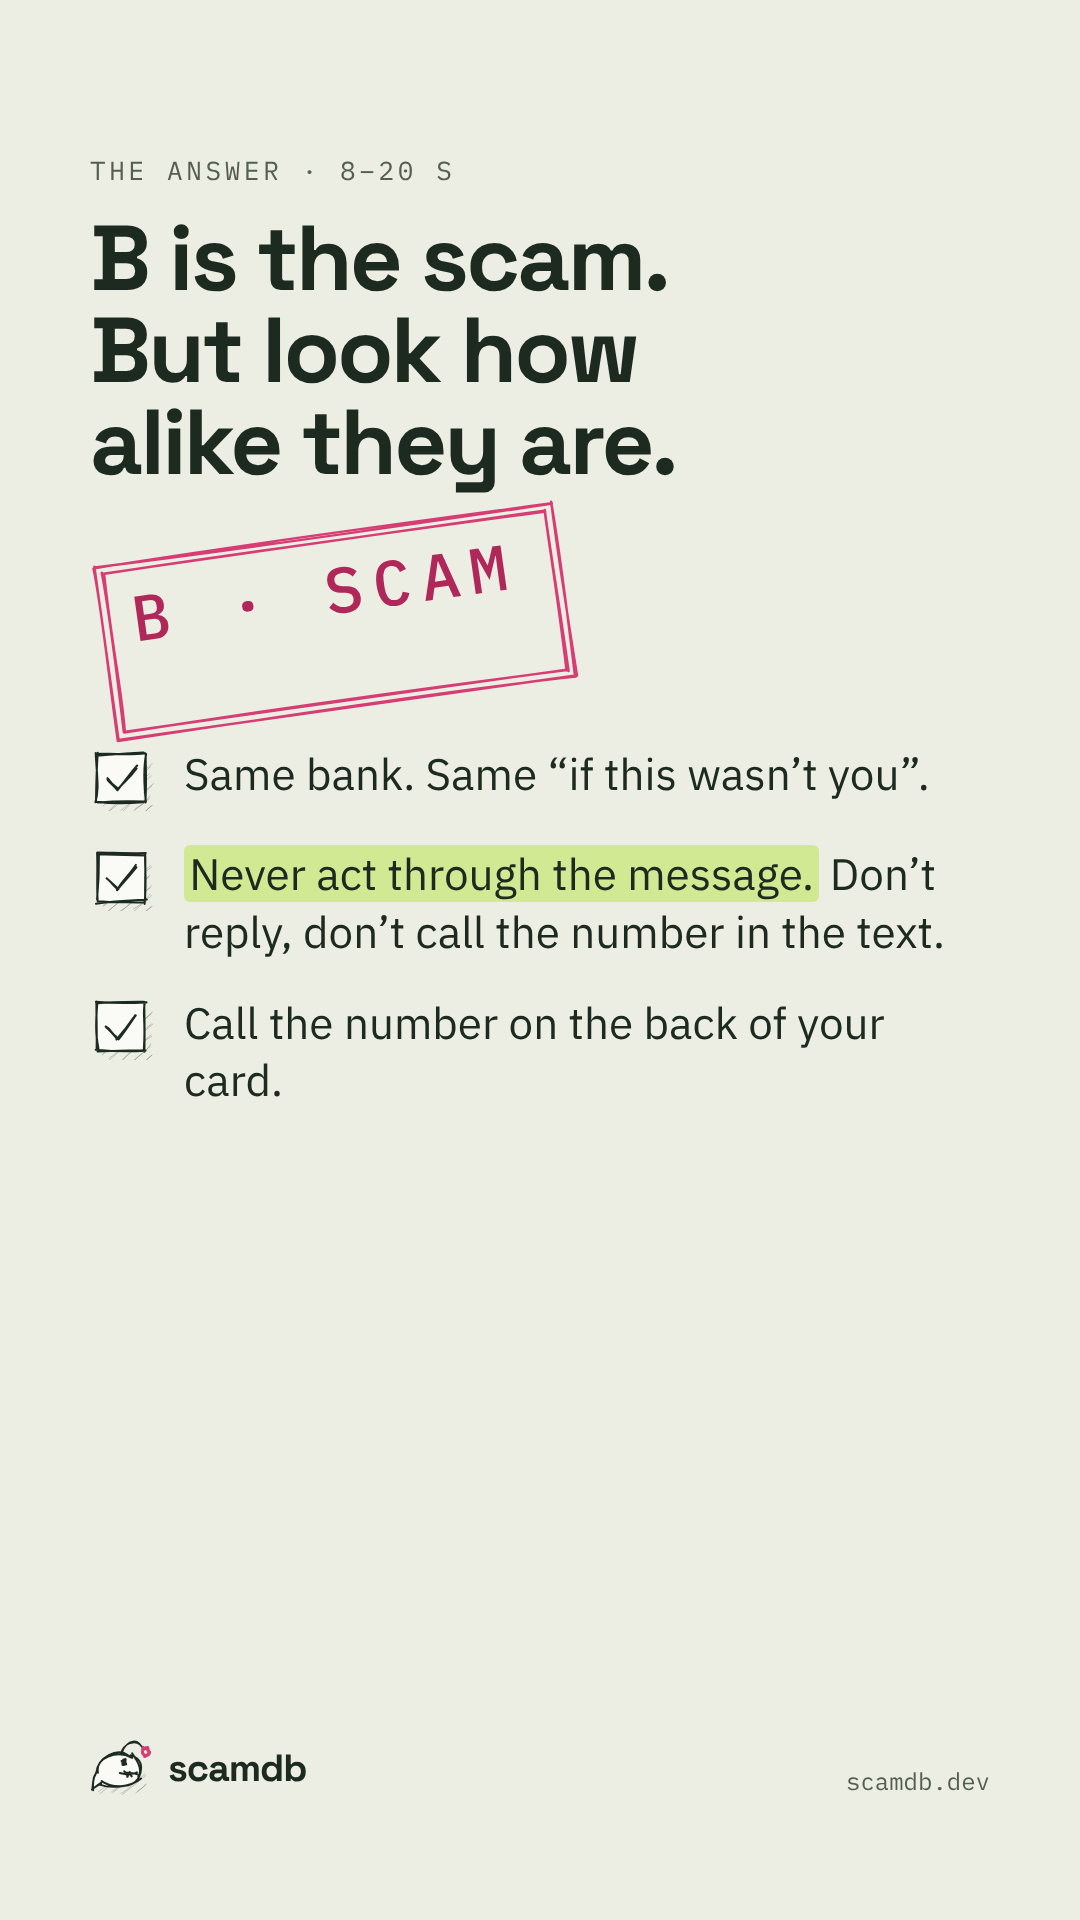 THE ANSWER · 8–20 S
B is the scam.
But look how
alike they are.
B · SCAM
Same bank. Same “if this wasn’t you”.
Never act through the message. Don’t
reply, don’t call the number in the text.
Call the number on the back of your
card.
scamdb
scamdb.dev